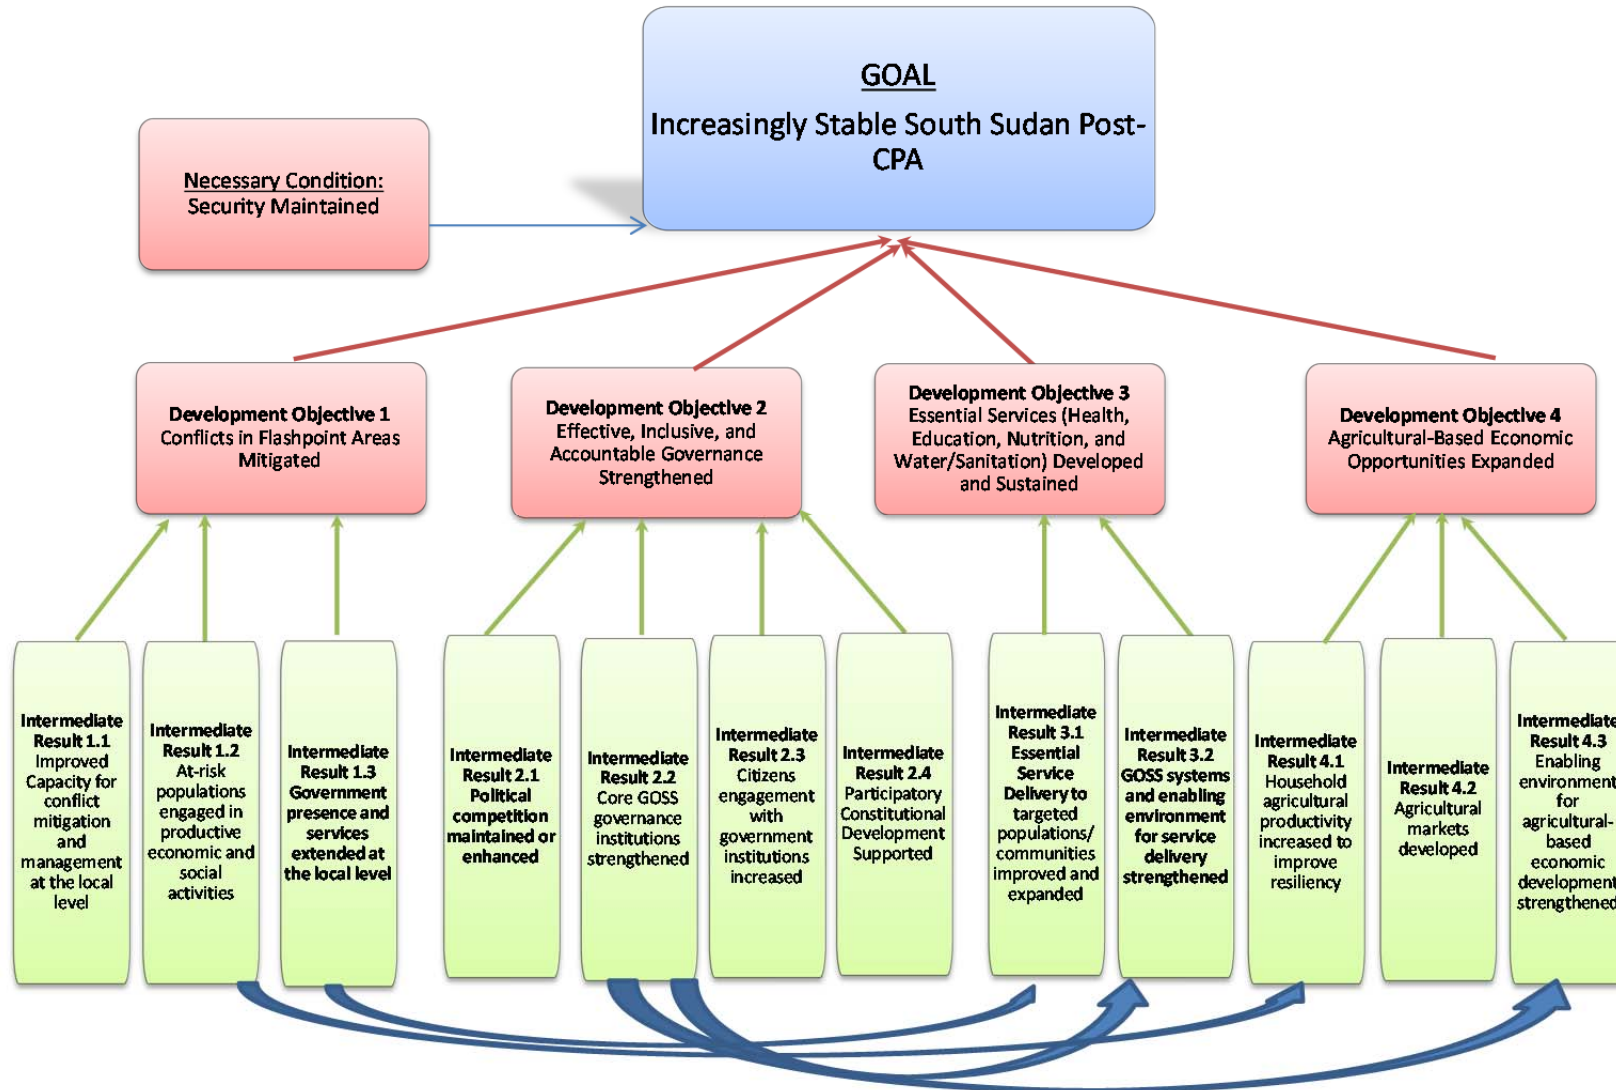 GOAL
Increasingly Stable South Sudan Post-
CPA
Necessary Condition:
Security Maintained
Development Objective 1
Conflicts in Flashpoint Areas
Mitigated
Development Objective 2
Effective, Inclusive, and
Accountable Governance
Strengthened
Development Objective 3
Essential Services (Health,
Education, Nutrition, and
Water/Sanitation) Developed
and Sustained
Development Objective 4
Agricultural-Based Economic
Opportunities Expanded
Intermediate
Result 1.1
Improved
Capacity for
conflict
mitigation
and
management
at the local
level
Intermediate
Result 1.2
At-risk
populations
engaged in
productive
economic and
social
activities
Intermediate
Result 1.3
Government
presence and
services
extended at
the local level
Intermediate
Result 2.1
Political
competition
maintained or
enhanced
Intermediate
Result 2.2
Core GOSS
governance
institutions
strengthened
Intermediate
Result 2.3
Citizens
engagement
with
government
institutions
increased
Intermediate
Result 2.4
Participatory
Constitutional
Development
Supported
Intermediate
Result 3.1
Essential
Service
Delivery to
targeted
populations/
communities
improved and
expanded
Intermediate
Result 3.2
GOSS systems
and enabling
environment
for service
delivery
strengthened
Intermediate
Result 4.1
Household
agricultural
productivity
increased to
improve
resiliency
Intermediate
Result 4.2
Agricultural
markets
developed
Intermediate
Result 4.3
Enabling
environment
for
agricultural-
based
economic
development
strengthened